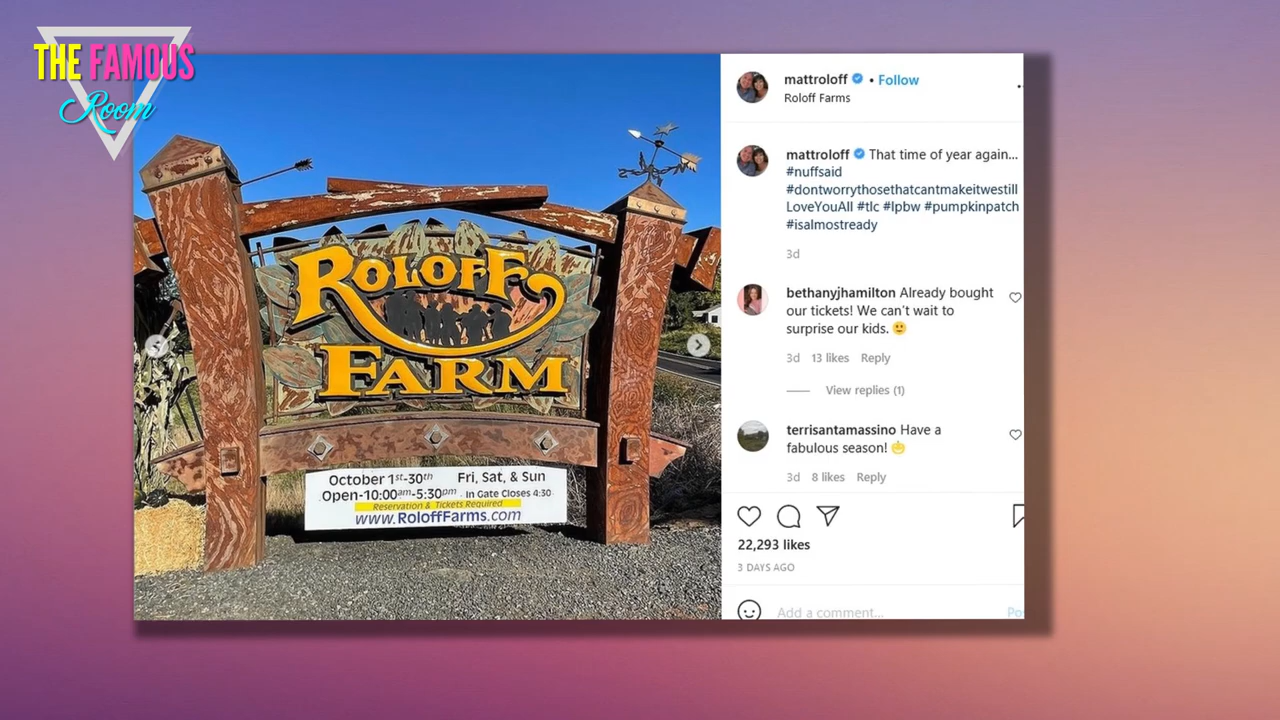 THE FAMOUS
Room
ROLOFF
FARM
October 1st-30th Fri, Sat, & Sun
Open-10:00am-5:30pm In Gate Closes 4:30
Reservation & Tickets Required
www.RoloffFarms.com
mattroloff • Follow
Roloff Farms
mattroloff That time of year again...
#nuffsaid
#dontworrythosethatcantmakeitwestill
LoveYouAll #tlc #lpbw #pumpkinpatch
#isalmostready
3d
bethanyjhamilton Already bought
our tickets! We can't wait to
surprise our kids. 🙂
3d 13 likes Reply
View replies (1)
terrisantamassino Have a
fabulous season! 🎃
3d 8 likes Reply
22,293 likes
3 DAYS AGO
Add a comment... Po